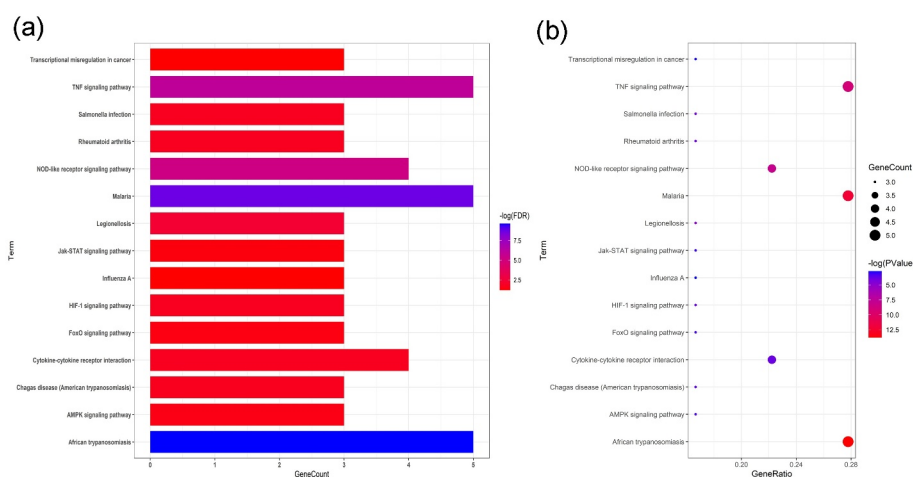 (a)
Transcriptional misregulation in cancer
TNF signaling pathway
Salmonella infection
Rheumatoid arthritis
NOD-like receptor signaling pathway
Malaria
Legionellosis
Jak-STAT signaling pathway
Influenza A
HIF-1 signaling pathway
FoxO signaling pathway
Cytokine-cytokine receptor interaction
Chagas disease (American trypanosomiasis)
AMPK signaling pathway
African trypanosomiasis
Term
0 1 2 3 4 5
GeneCount
-log(FDR)
7.5
5.0
2.5
(b)
Transcriptional misregulation in cancer
TNF signaling pathway
Salmonella infection
Rheumatoid arthritis
NOD-like receptor signaling pathway
Malaria
Legionellosis
Jak-STAT signaling pathway
Influenza A
HIF-1 signaling pathway
FoxO signaling pathway
Cytokine-cytokine receptor interaction
Chagas disease (American trypanosomiasis)
AMPK signaling pathway
African trypanosomiasis
Term
0.20 0.24 0.28
GeneRatio
GeneCount
3.0
3.5
4.0
4.5
5.0
-log(PValue
5.0
7.5
10.0
12.5